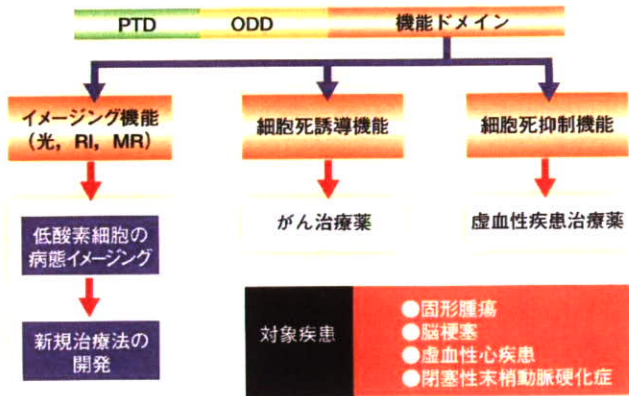 PTD ODD 機能ドメイン
イメージング機能
(光, RI, MR)
細胞死誘導機能
細胞死抑制機能
低酸素細胞の
病態イメージング
がん治療薬
虚血性疾患治療薬
新規治療法の
開発
対象疾患
●固形腫瘍
●脳梗塞
●虚血性心疾患
●閉塞性末梢動脈硬化症